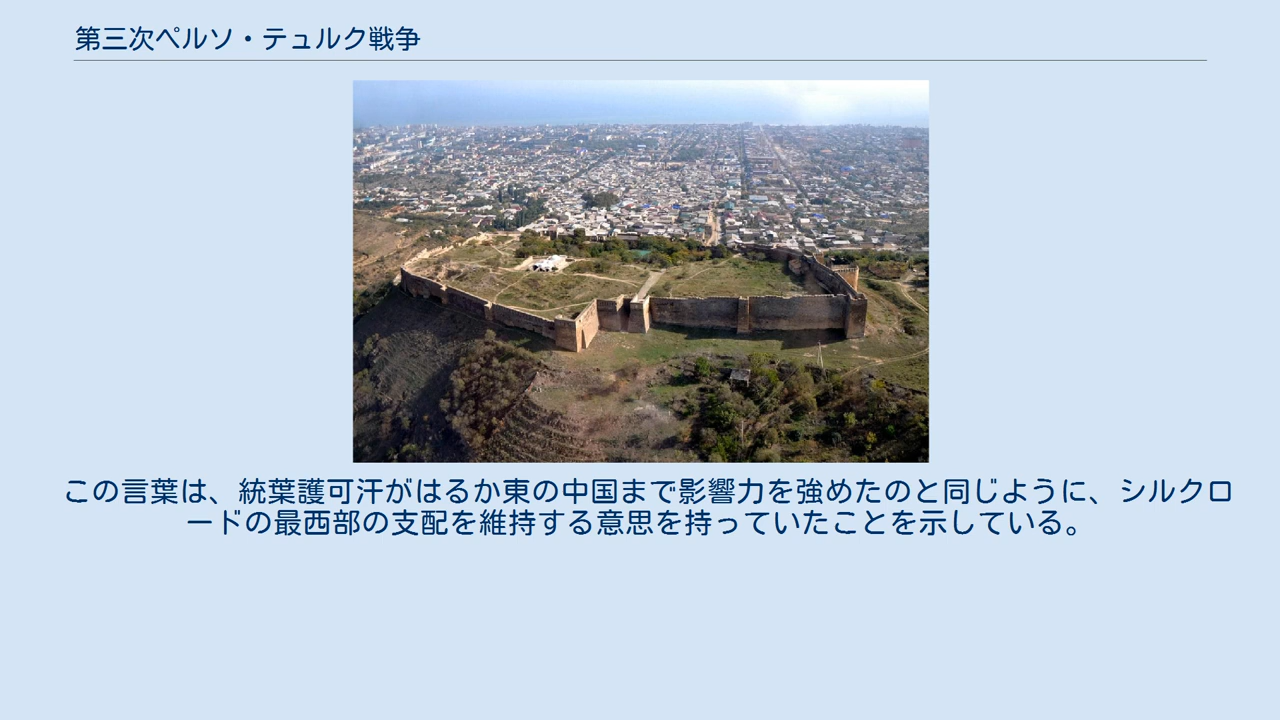 第三次ペルソ・テュルク戦争
この言葉は、統葉護可汗がはるか東の中国まで影響力を強めたのと同じように、シルクロ
ードの最西部の支配を維持する意思を持っていたことを示している。